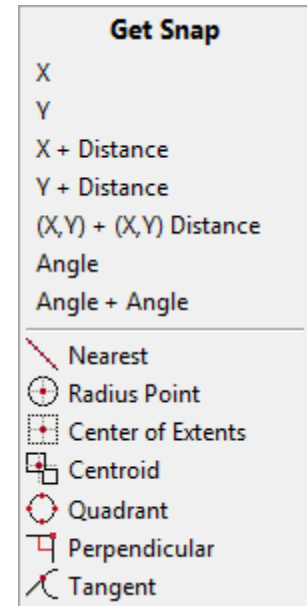 Get Snap
X
Y
X + Distance
Y + Distance
(X,Y) + (X,Y) Distance
Angle
Angle + Angle
Nearest
Radius Point
Center of Extents
Centroid
Quadrant
Perpendicular
Tangent